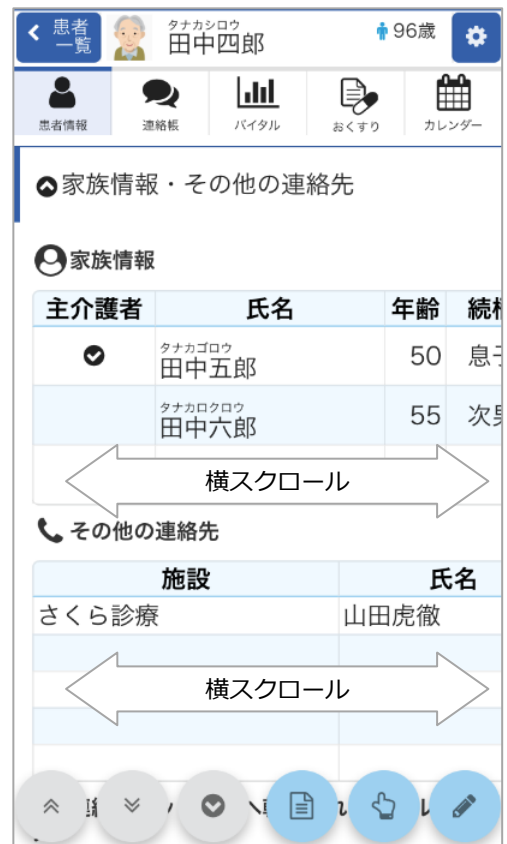 患者
一覧
タナカシロウ
田中四郎
96歳
患者情報
連絡帳
バイタル
おくすり
カレンダー
家族情報・その他の連絡先
家族情報
主介護者 氏名 年齢 続
タナカゴロウ
田中五郎 50 息子
タナカロクロウ
田中六郎 55 次男
横スクロール
その他の連絡先
施設 氏名
さくら診療 山田虎徹
横スクロール